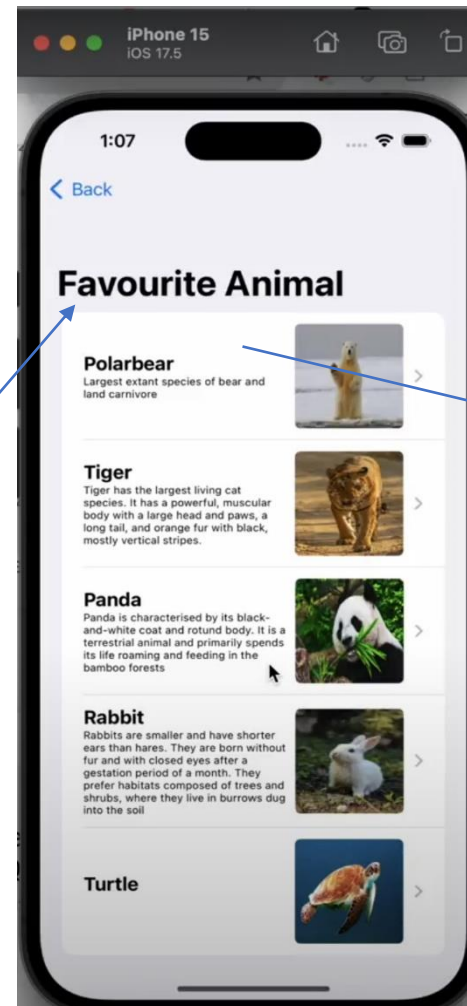 iPhone 15
iOS 17.5
1:07
Back
Favourite Animal
Polarbear
Largest extant species of bear and
land carnivore
Tiger
Tiger has the largest living cat
species. It has a powerful, muscular
body with a large head and paws, a
long tail, and orange fur with black,
mostly vertical stripes.
Panda
Panda is characterised by its black-
and-white coat and rotund body. It is a
terrestrial animal and primarily spends
its life roaming and feeding in the
bamboo forests
Rabbit
Rabbits are smaller and have shorter
ears than hares. They are born without
fur and with closed eyes after a
gestation period of a month. They
prefer habitats composed of trees and
shrubs, where they live in burrows dug
into the soil
Turtle